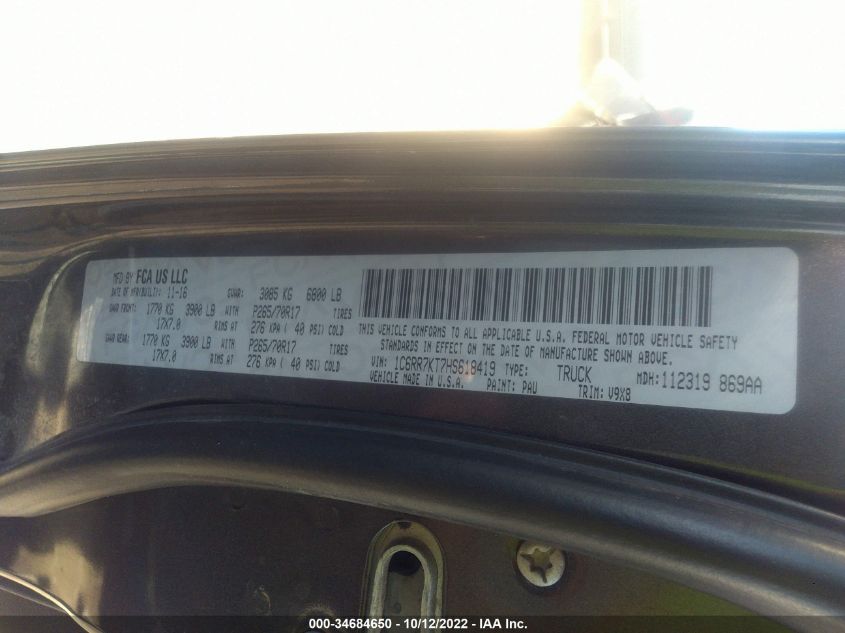 MFD BY FCA US LLC
DATE OF MFR(BUILT): 11-16 GVWR: 3085 KG 6800 LB
GAWR FRONT: 1770 KG 3900 LB WITH P265/70R17 TIRES
17X7.0 RIMS AT 276 KPA ( 40 PSI) COLD
GAWR REAR: 1770 KG 3900 LB WITH P265/70R17 TIRES
17X7.0 RIMS AT 276 KPA ( 40 PSI) COLD
THIS VEHICLE CONFORMS TO ALL APPLICABLE U.S.A. FEDERAL MOTOR VEHICLE SAFETY
STANDARDS IN EFFECT ON THE DATE OF MANUFACTURE SHOWN ABOVE.
VIN: 1C6RR7KT7HS618419 TYPE: TRUCK MDH:112319 869AA
VEHICLE MADE IN U.S.A. PAINT: PAU TRIM: V9X8
000-34684650 - 10/12/2022 - IAA Inc.